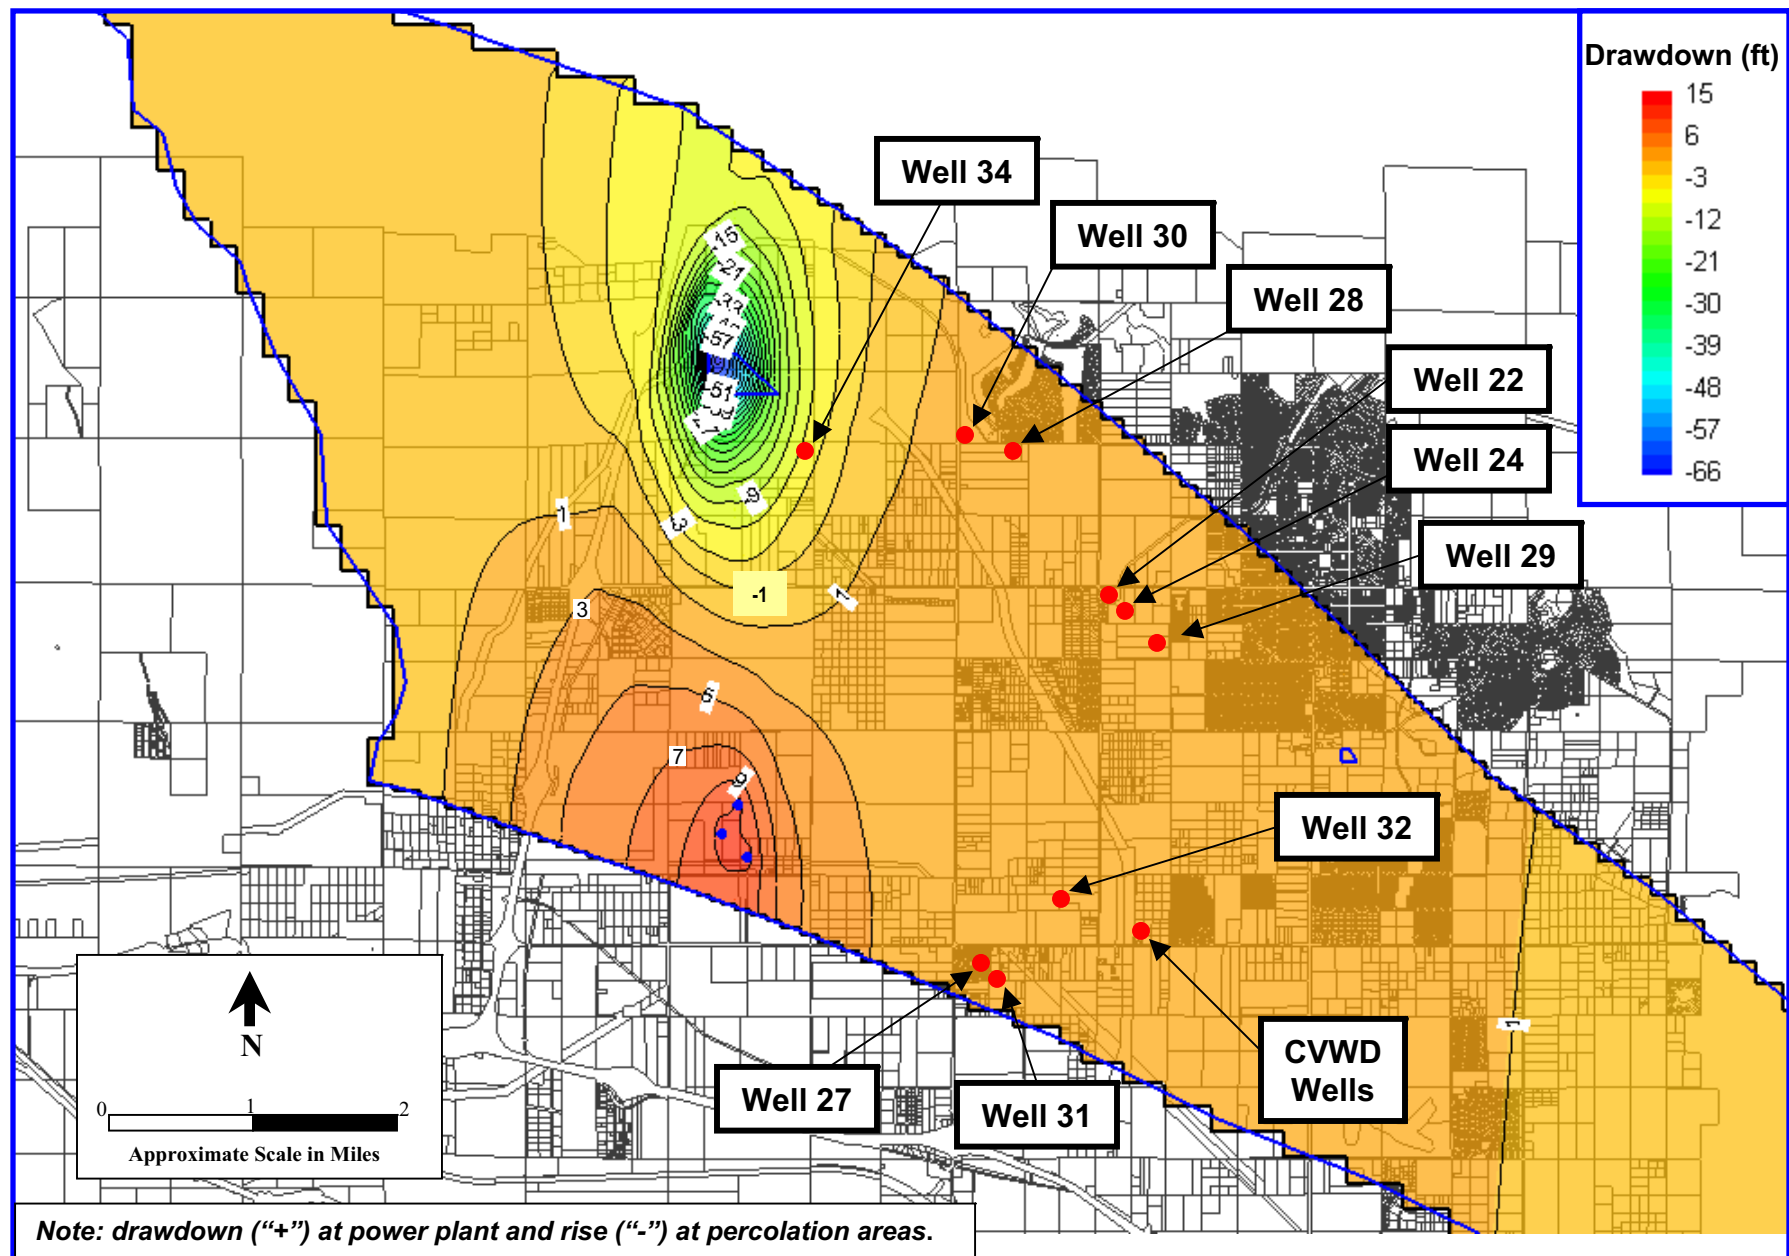 Drawdown (ft)
15
6
-3
-12
-21
-30
-39
-48
-57
-66
Well 34
Well 30
Well 28
Well 22
Well 24
Well 29
Well 32
CVWD
Wells
Well 27
Well 31
-15
-21
-33
-57
-51
-9
-3
-1
1
1
3
6
7
9
1
N
0 1 2
Approximate Scale in Miles
Note: drawdown (“+”) at power plant and rise (“-”) at percolation areas.